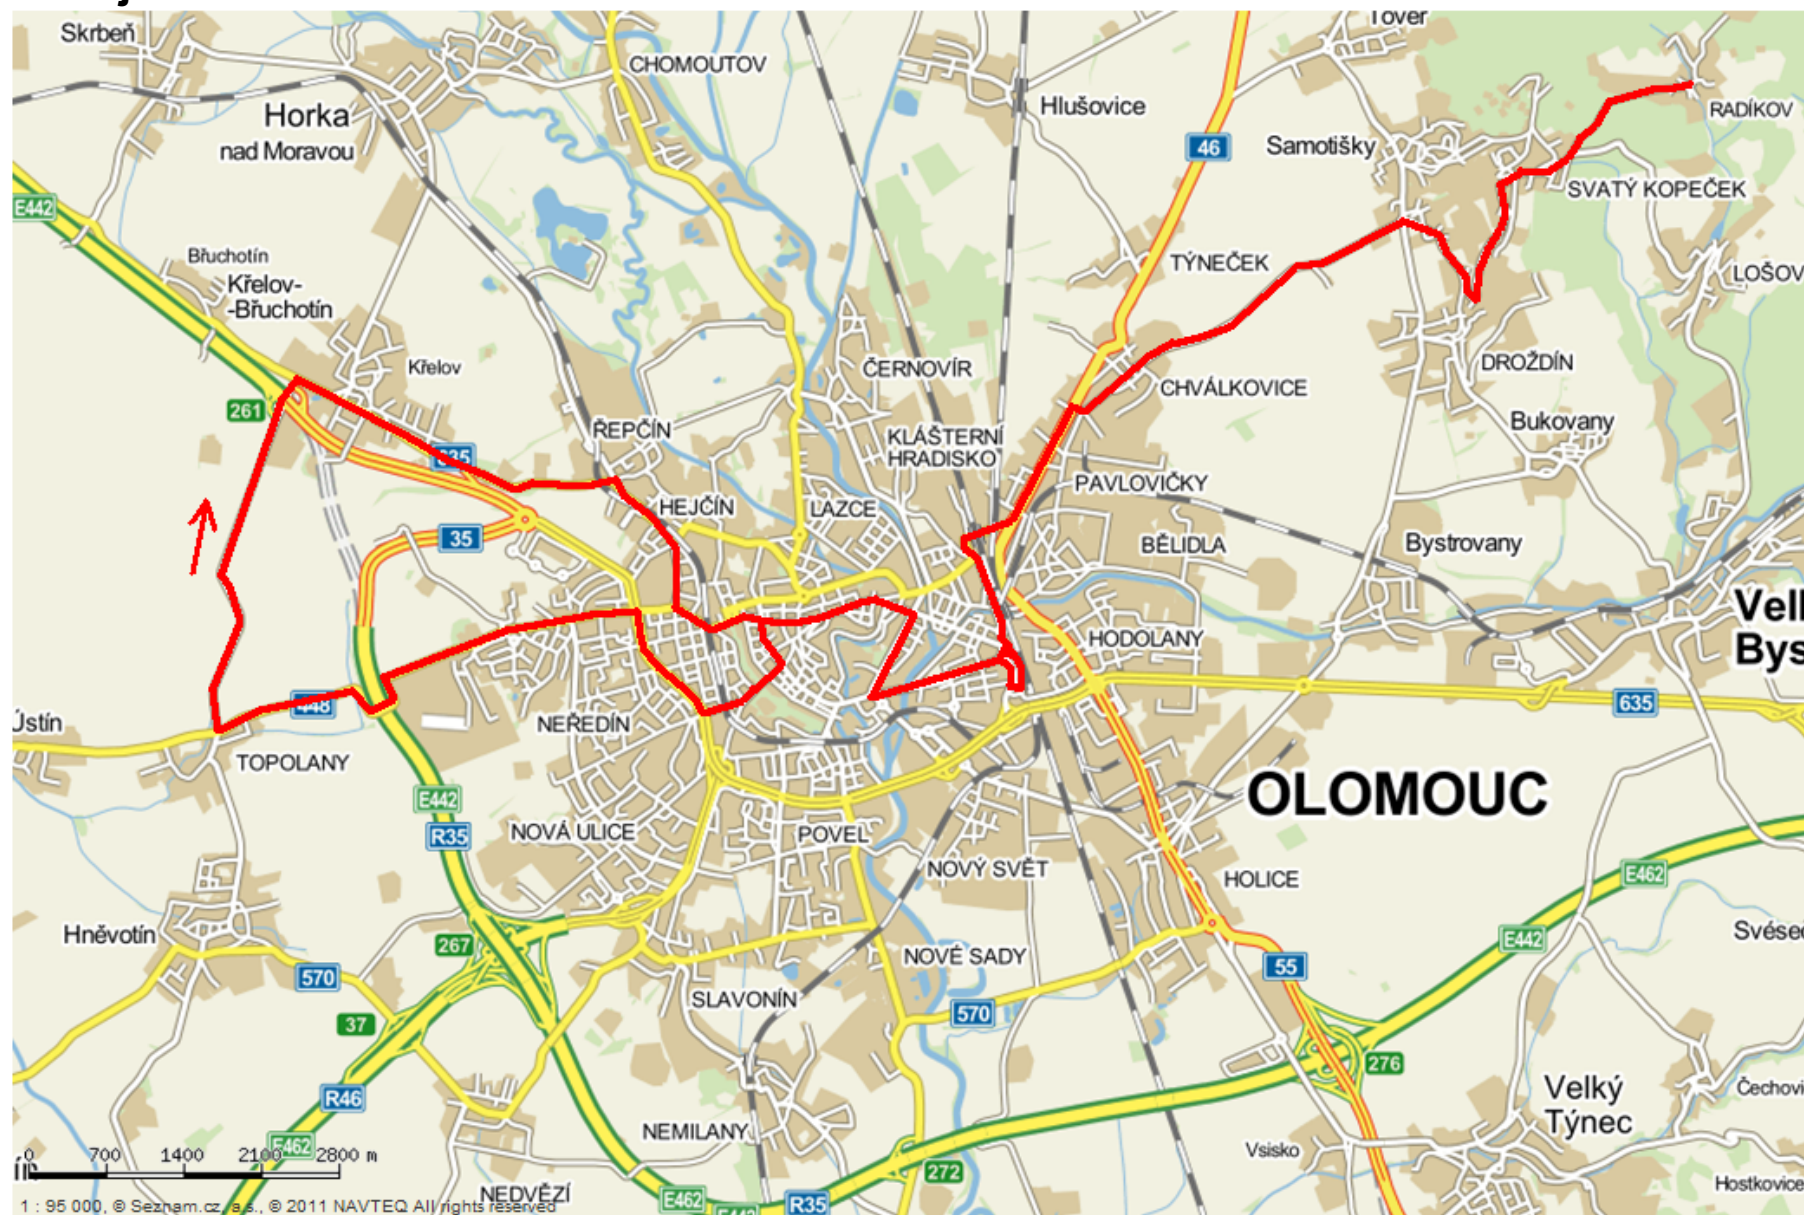 Skrbeň
Horka
nad Moravou
CHOMOUTOV
Hlušovice
46
Samotišky
RADÍKOV
SVATÝ KOPEČEK
E442
Břuchotín
Křelov-
-Břuchotín
TÝNEČEK
LOŠOV
Křelov
ČERNOVÍR
CHVÁLKOVICE
DROŽDÍN
261
ŘEPČÍN
KLÁŠTERNÍ
HRADISKO
Bukovany
PAVLOVIČKY
HEJČÍN
LAZCE
35
BĚLIDLA
Bystrovany
HODOLANY
Vel
Bys
448
635
Ústín
TOPOLANY
NEŘEDÍN
OLOMOUC
E442
R35
NOVÁ ULICE
POVEL
NOVÝ SVĚT
HOLICE
E462
Hněvotín
267
E442
570
NOVÉ SADY
55
SLAVONÍN
570
37
276
R46
Velký
Týnec
NEMILANY
E462
Vsisko
272
0 700 1400 2100 2800 m
NEDVĚZÍ
E462
R35
Hostkovice
1 : 95 000, © Seznam.cz, a.s., © 2011 NAVTEQ All rights reserved